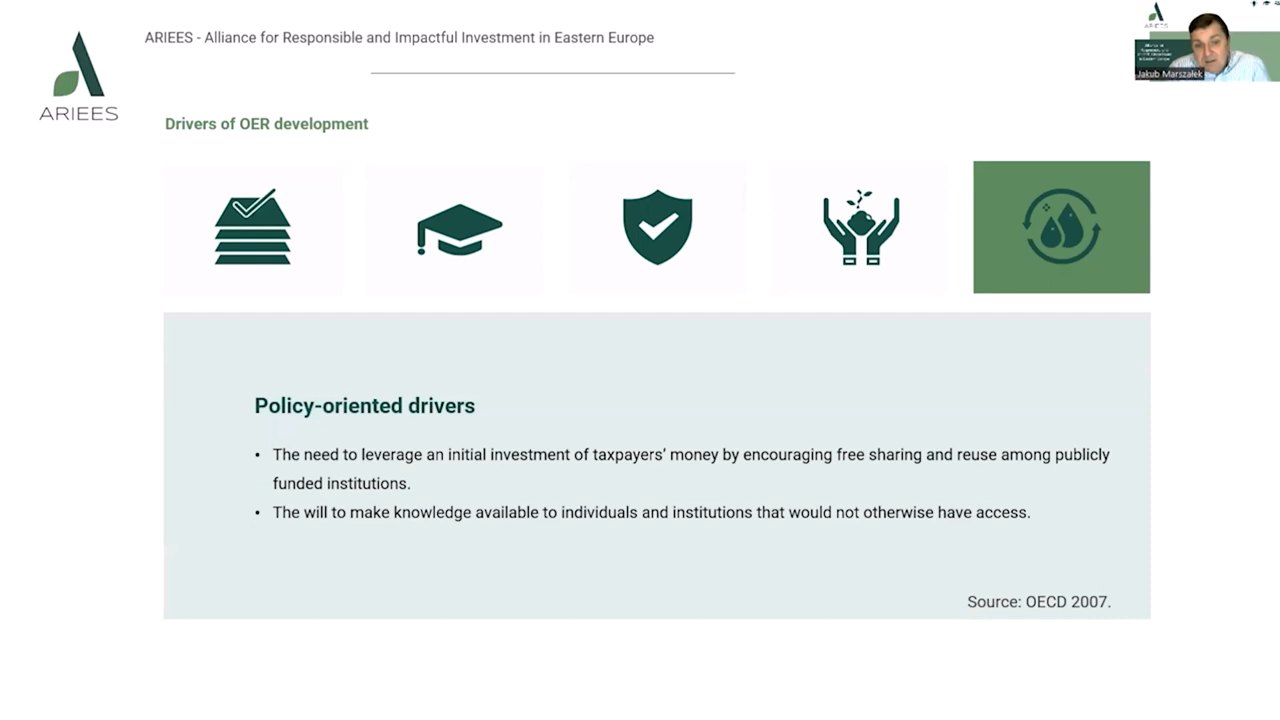 ARIEES - Alliance for Responsible and Impactful Investment in Eastern Europe
ARIEES
Jakub Marszałek
Drivers of OER development
Policy-oriented drivers
• The need to leverage an initial investment of taxpayers' money by encouraging free sharing and reuse among publicly
funded institutions.
• The will to make knowledge available to individuals and institutions that would not otherwise have access.
Source: OECD 2007.